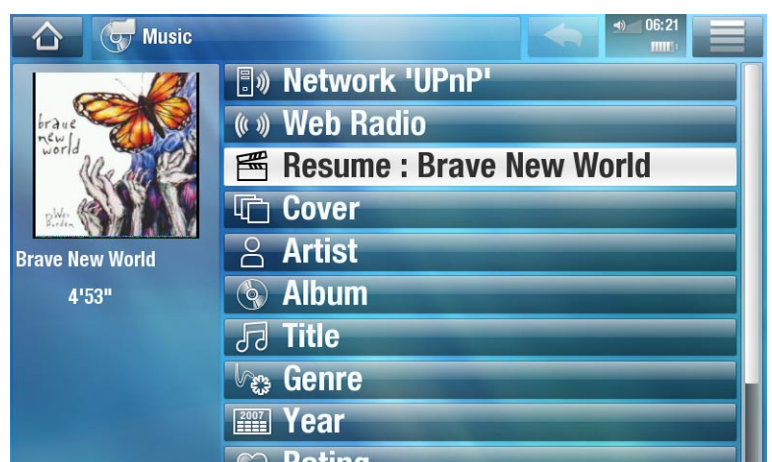 Music
06:21
brave
new
world
Brave New World
4'53"
Network 'UPnP'
Web Radio
Resume : Brave New World
Cover
Artist
Album
Title
Genre
2007
Year
Rating